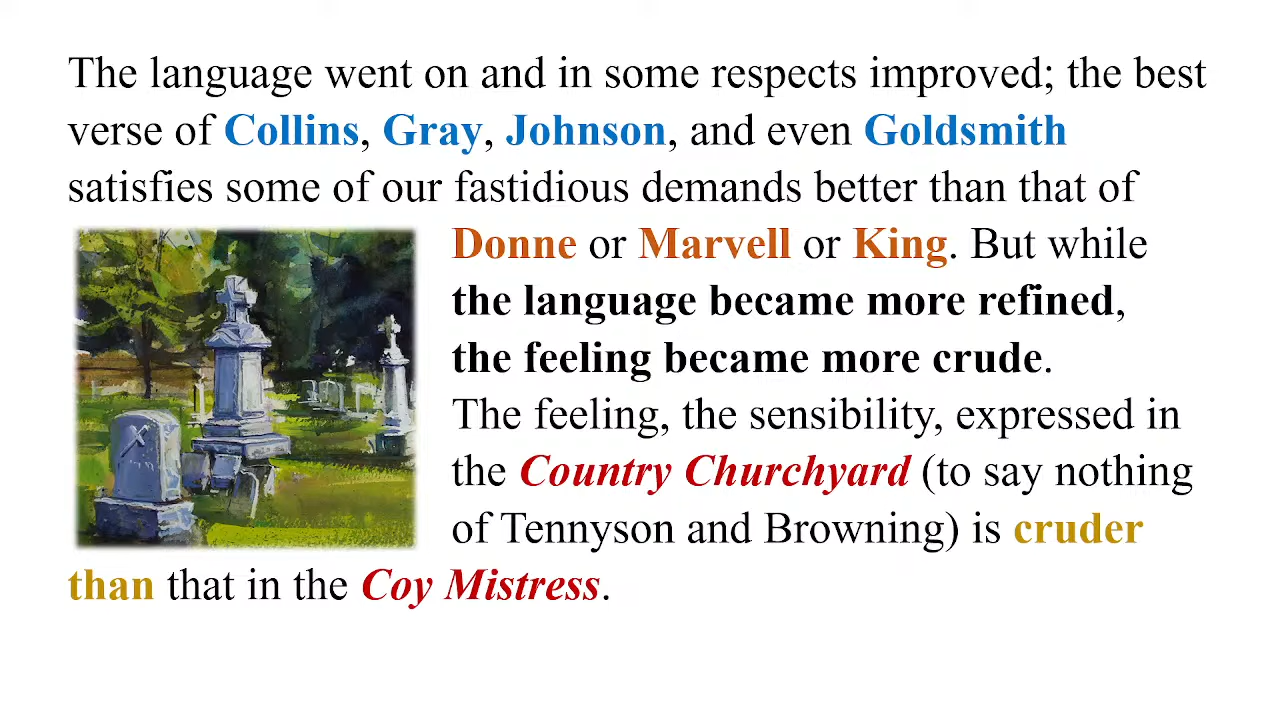 The language went on and in some respects improved; the best
verse of Collins, Gray, Johnson, and even Goldsmith
satisfies some of our fastidious demands better than that of
Donne or Marvell or King. But while
the language became more refined,
the feeling became more crude.
The feeling, the sensibility, expressed in
the Country Churchyard (to say nothing
of Tennyson and Browning) is cruder
than that in the Coy Mistress.